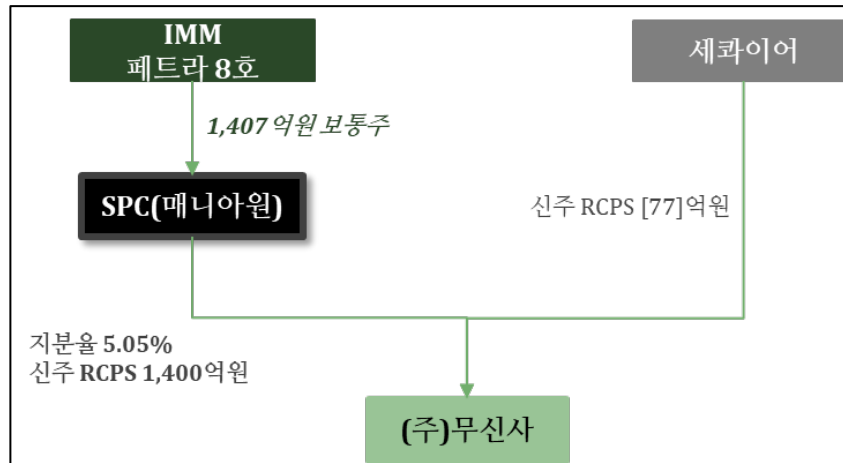 IMM
페트라 8호
세콰이어
1,407 억원 보통주
SPC(매니아원)
신주 RCPS [77]억원
지분율 5.05%
신주 RCPS 1,400억원
(주)무신사